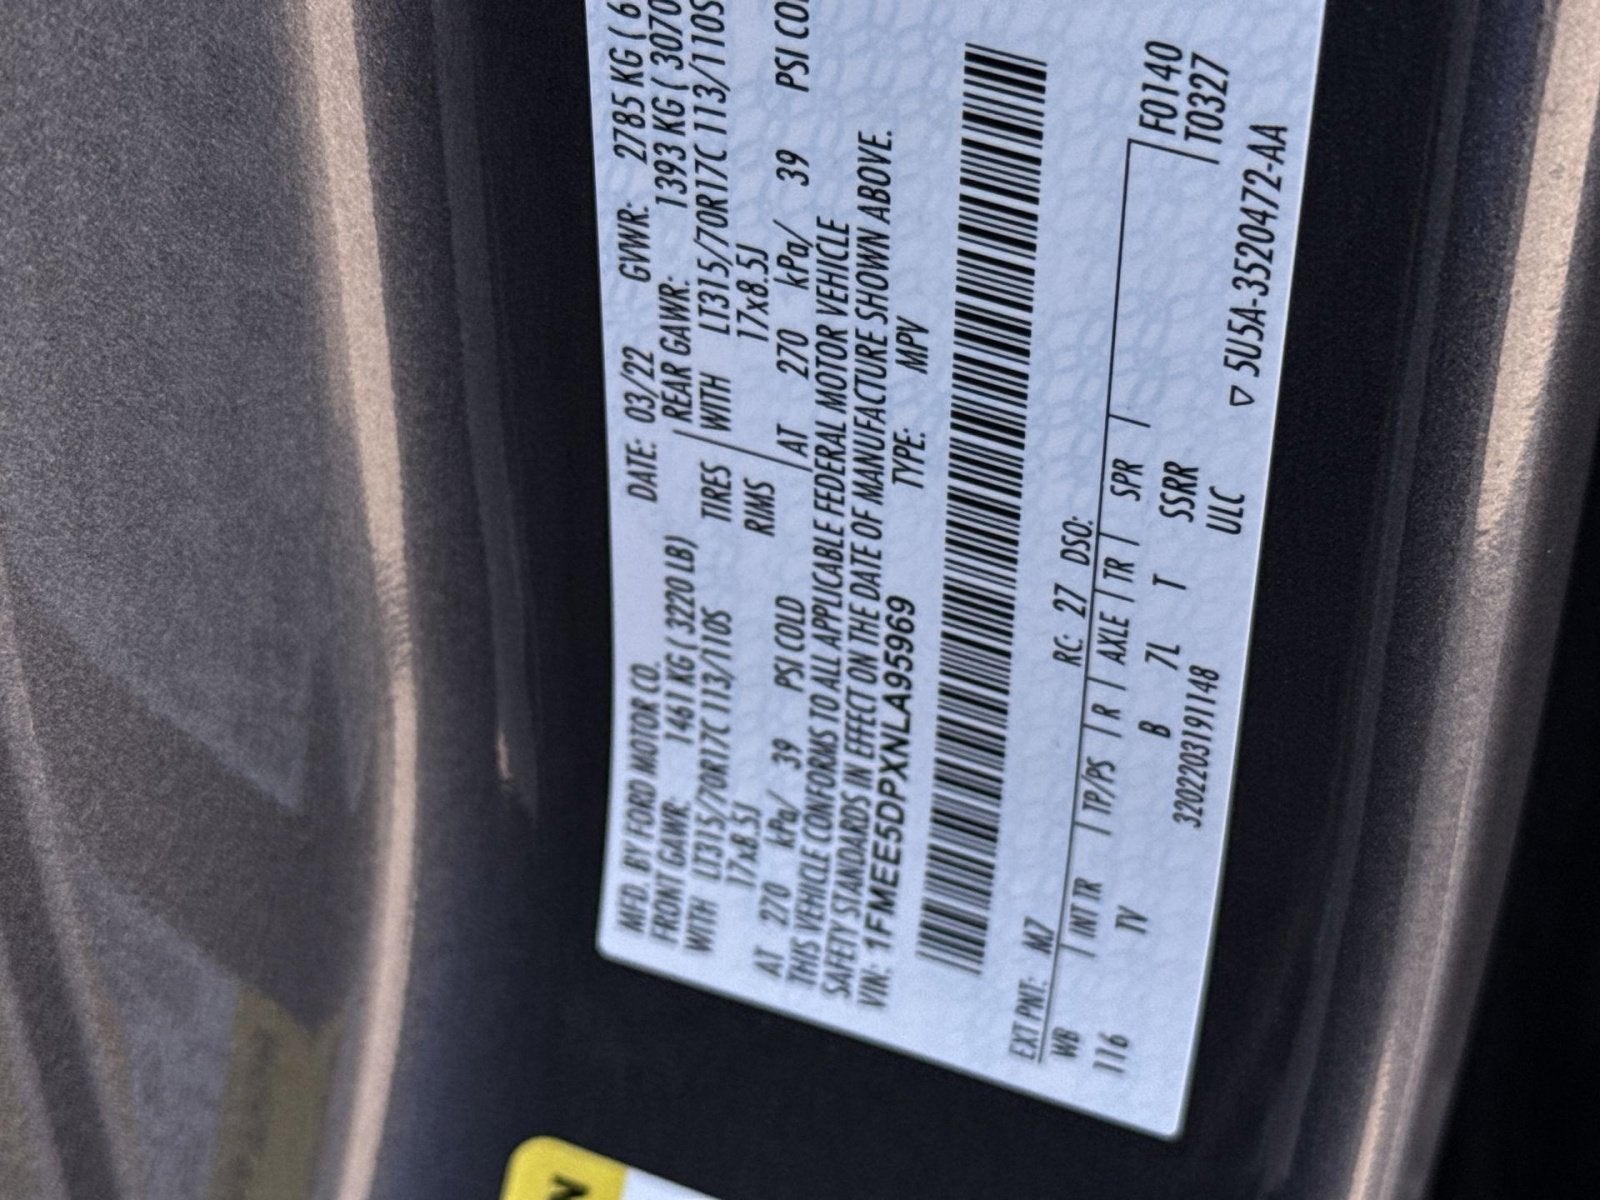 MFD. BY FORD MOTOR CO. DATE: 03/22 GVWR: 2785 KG ( 6
FRONT GAWR: 1461 KG ( 3220 LB) REAR GAWR: 1393 KG ( 3070
WITH LT315/70R17C 113/110S TIRES WITH LT315/70R17C 113/110S
17x8.5J RIMS 17x8.5J
AT 270 kPa/ 39 PSI COLD AT 270 kPa/ 39 PSI CO
THIS VEHICLE CONFORMS TO ALL APPLICABLE FEDERAL MOTOR VEHICLE
SAFETY STANDARDS IN EFFECT ON THE DATE OF MANUFACTURE SHOWN ABOVE.
VIN: 1FMEE5DPXNLA95969 TYPE: MPV
EXT PNT: M7 RC: 27 DSO:
WB | INT TR | TP/PS | R | AXLE | TR | SPR | F0140
116 TV B 7L T SSRR T0327
32022031911​48 ULC ▽ 5U5A-3520472-AA
N